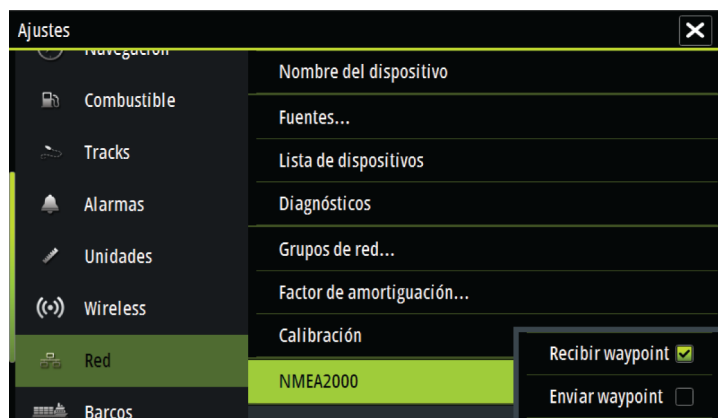 Ajustes
Navegación
Combustible
Tracks
Alarmas
Unidades
Wireless
Red
Barcos
Nombre del dispositivo
Fuentes...
Lista de dispositivos
Diagnósticos
Grupos de red...
Factor de amortiguación...
Calibración
NMEA2000
Recibir waypoint
Enviar waypoint